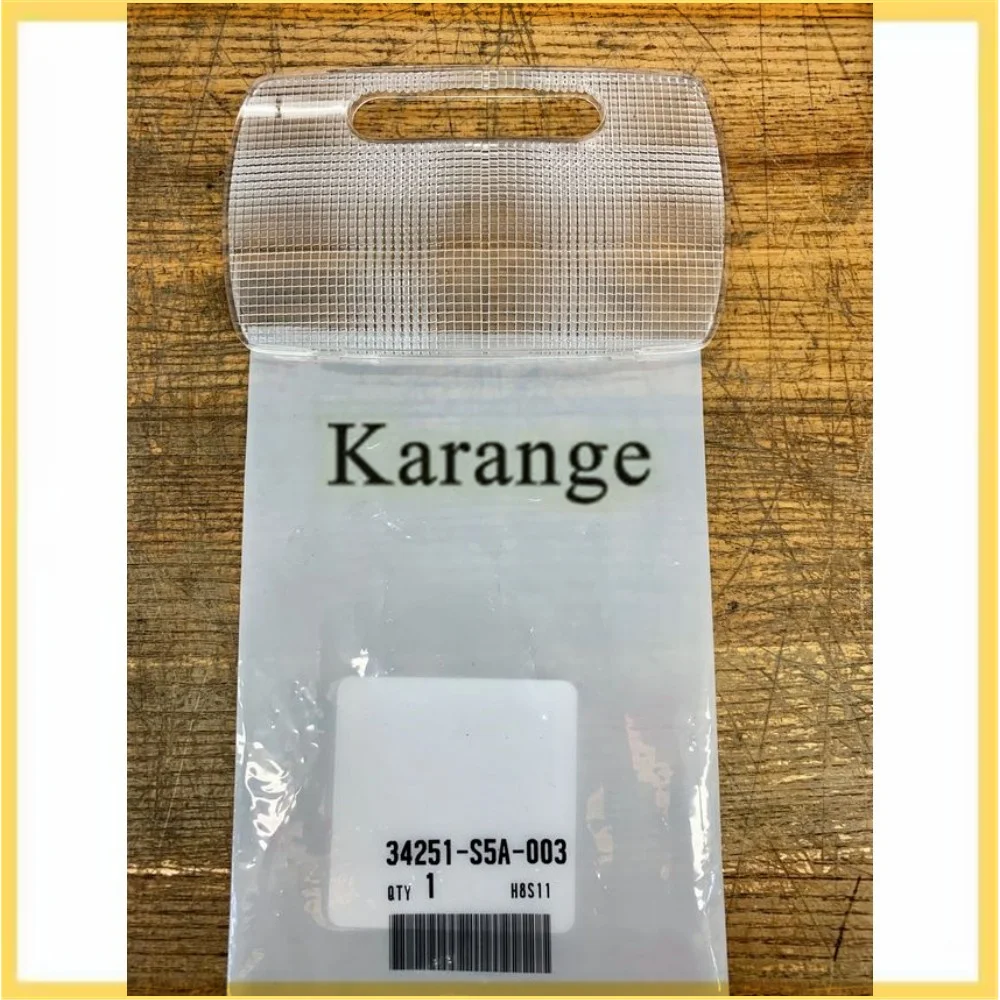 Karange
34251-S5A-003
QTY 1 H8S11